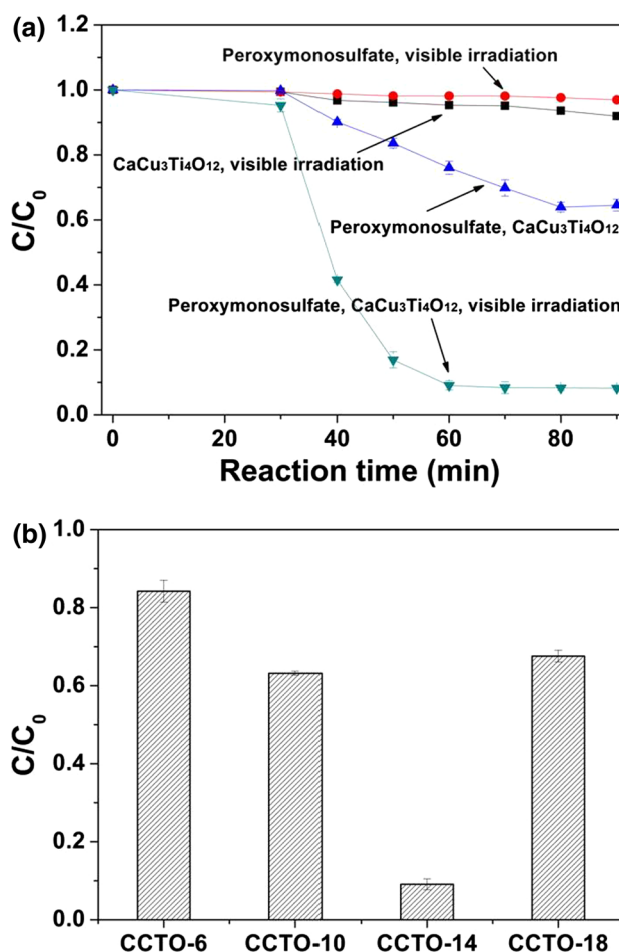 (a)
Peroxymonosulfate, visible irradiation
1.2
1.0
0.8
0.6
0.4
0.2
0.0
C/C₀
CaCu₃Ti₄O₁₂, visible irradiation
Peroxymonosulfate, CaCu₃Ti₄O₁₂
Peroxymonosulfate, CaCu₃Ti₄O₁₂, visible irradiation
0 20 40 60 80
Reaction time (min)
(b)
1.0
0.8
0.6
0.4
0.2
0.0
C/C₀
CCTO-6 CCTO-10 CCTO-14 CCTO-18